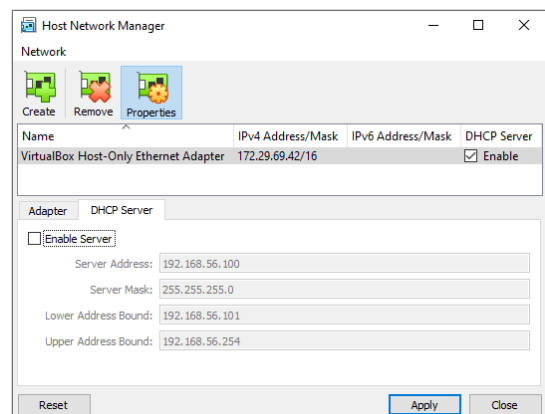 Host Network Manager
Network
Create Remove Properties
Name IPv4 Address/Mask IPv6 Address/Mask DHCP Server
VirtualBox Host-Only Ethernet Adapter 172.29.69.42/16 Enable
Adapter DHCP Server
Enable Server
Server Address: 192.168.56.100
Server Mask: 255.255.255.0
Lower Address Bound: 192.168.56.101
Upper Address Bound: 192.168.56.254
Reset Apply Close